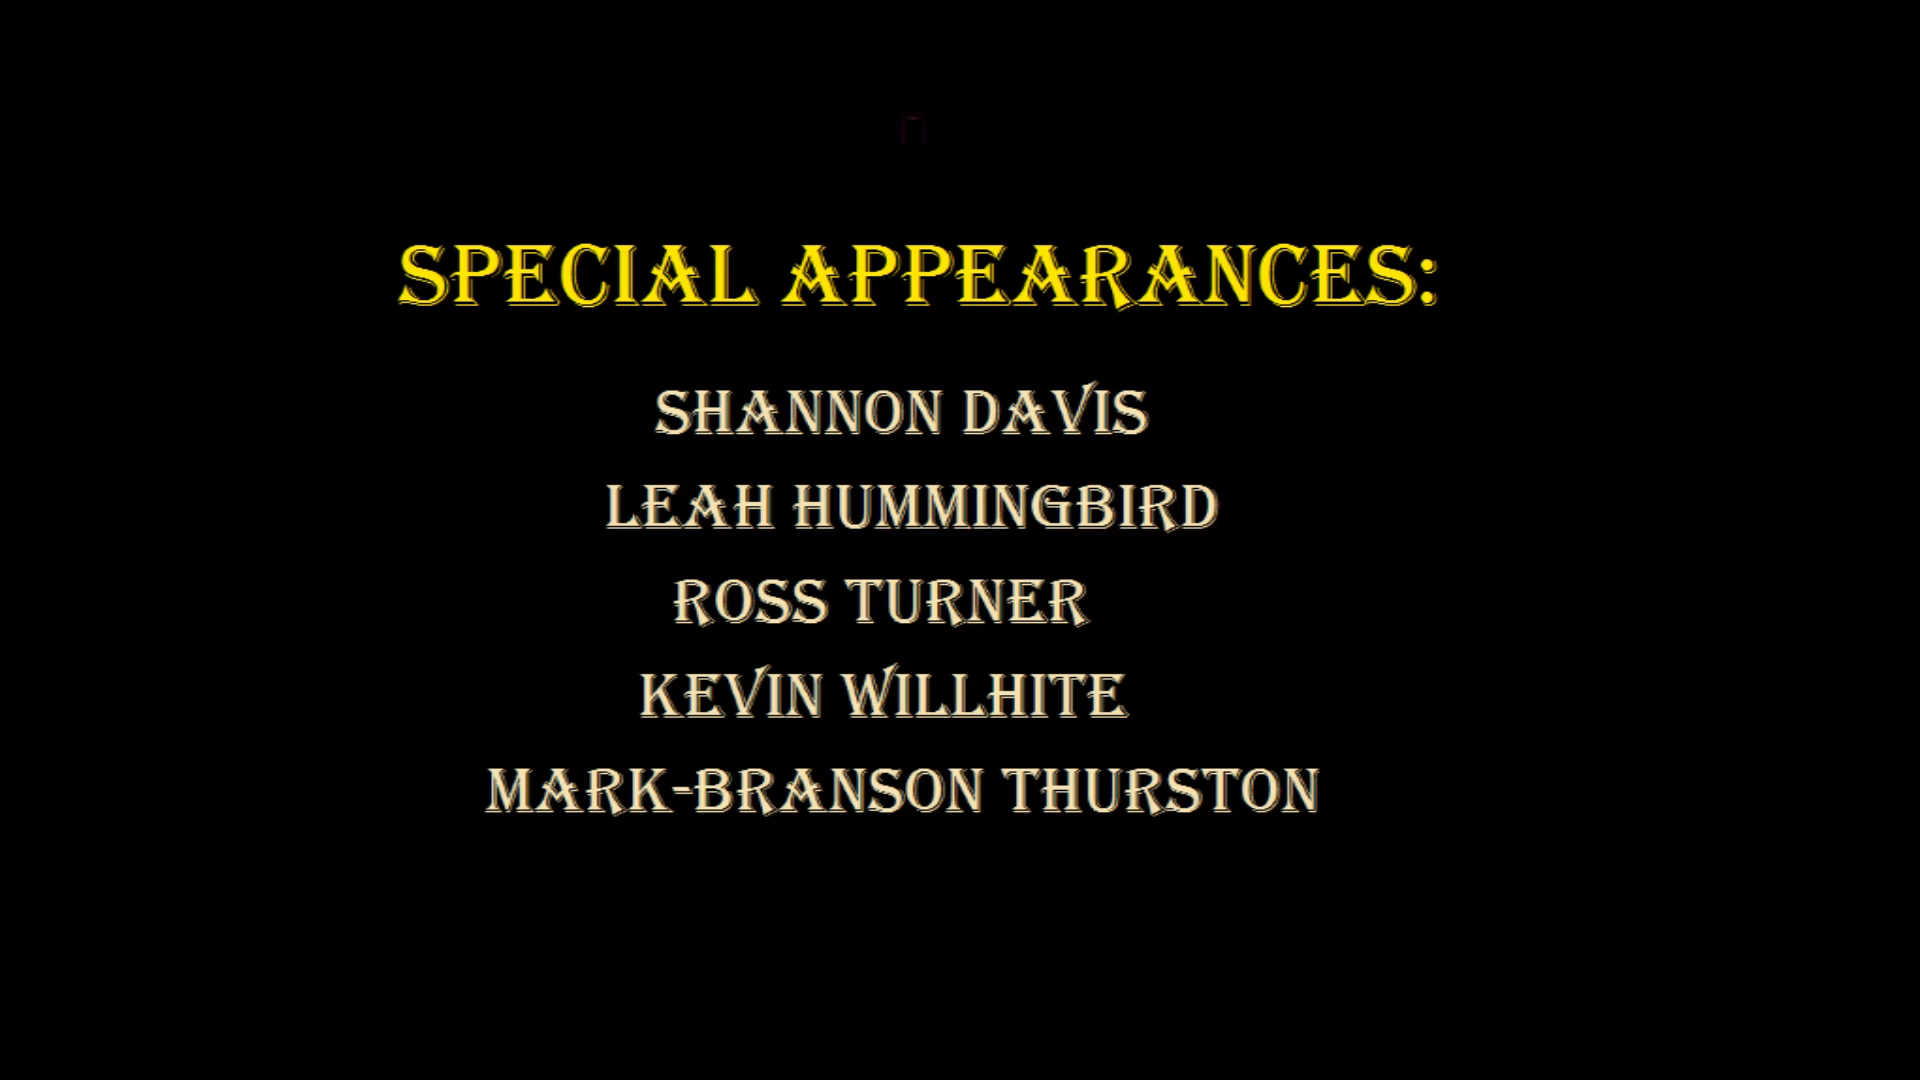 SPECIAL APPEARANCES:
SHANNON DAVIS
LEAH HUMMINGBIRD
ROSS TURNER
KEVIN WILLHITE
MARK-BRANSON THURSTON